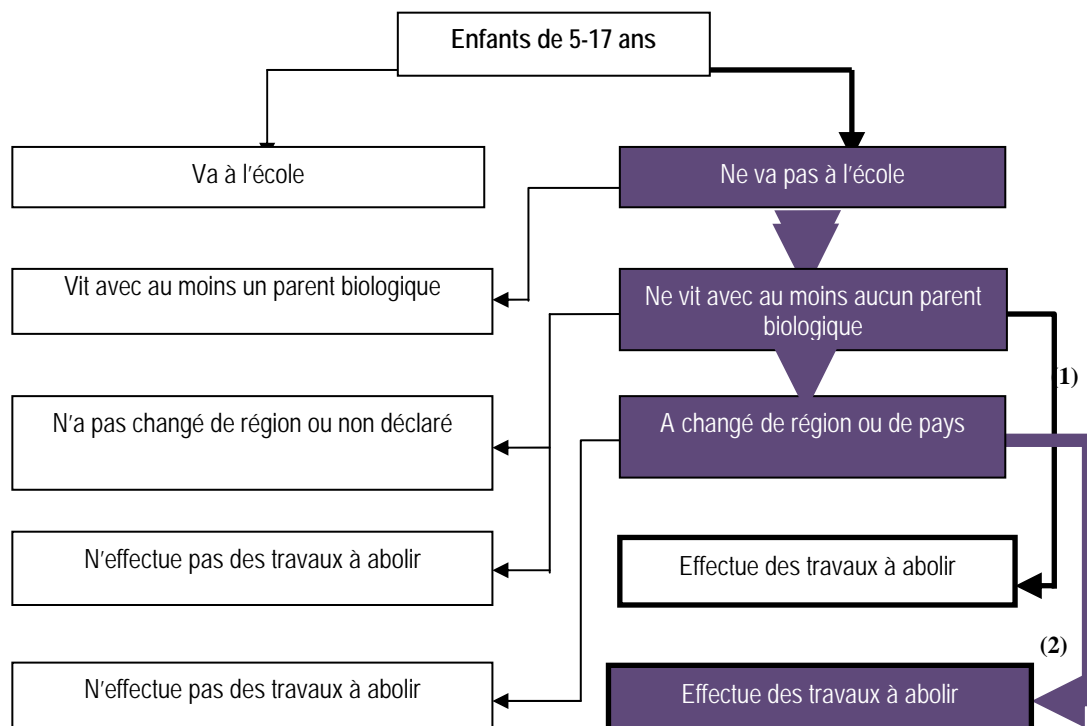 Enfants de 5-17 ans
Va à l'école
Ne va pas à l'école
Vit avec au moins un parent biologique
Ne vit avec au moins aucun parent
biologique
(1)
N'a pas changé de région ou non déclaré
A changé de région ou de pays
N'effectue pas des travaux à abolir
Effectue des travaux à abolir
(2)
N'effectue pas des travaux à abolir
Effectue des travaux à abolir